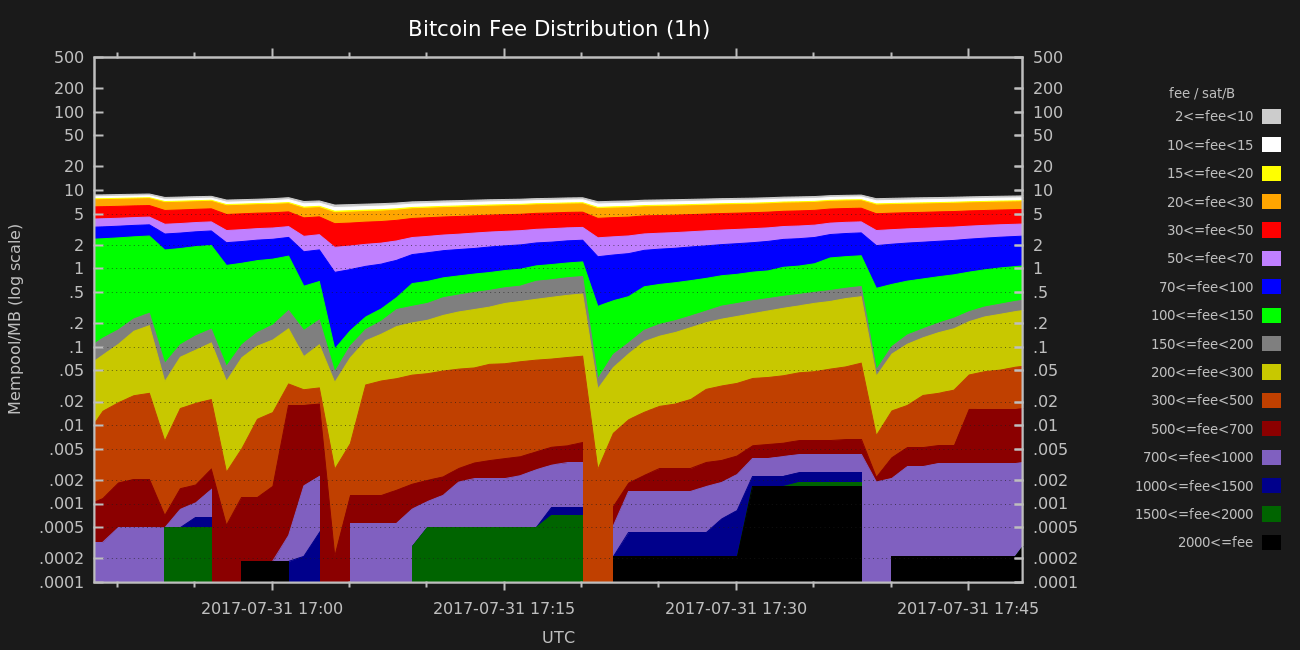 Bitcoin Fee Distribution (1h)
500 500
200 200
100 100
50 50
20 20
10 10
5 5
2 2
1 1
.5 .5
.2 .2
.1 .1
.05 .05
.02 .02
.01 .01
.005 .005
.002 .002
.001 .001
.0005 .0005
.0002 .0002
.0001 .0001
Mempool/MB (log scale)
2017-07-31 17:00 2017-07-31 17:15 2017-07-31 17:30 2017-07-31 17:45
UTC
fee / sat/B
2<=fee<10
10<=fee<15
15<=fee<20
20<=fee<30
30<=fee<50
50<=fee<70
70<=fee<100
100<=fee<150
150<=fee<200
200<=fee<300
300<=fee<500
500<=fee<700
700<=fee<1000
1000<=fee<1500
1500<=fee<2000
2000<=fee